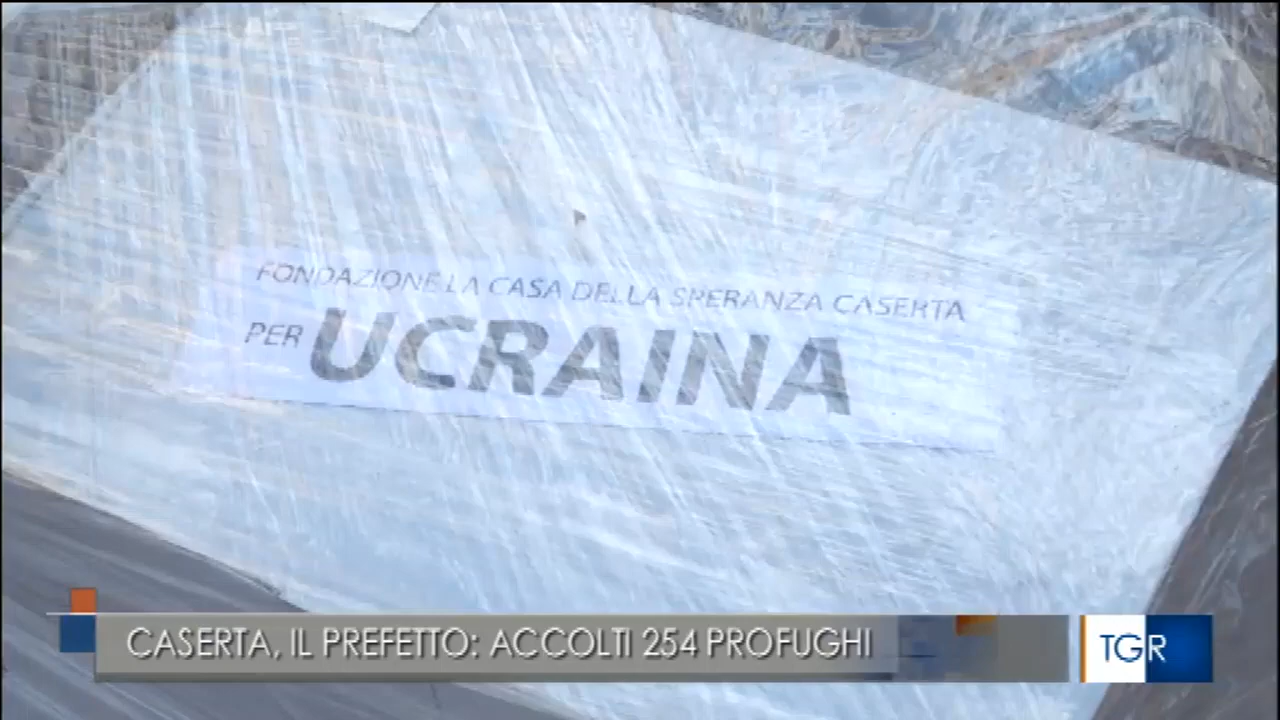 FONDAZIONE LA CASA DELLA SPERANZA CASERTA
PER UCRAINA
CASERTA, IL PREFETTO: ACCOLTI 254 PROFUGHI
TGR